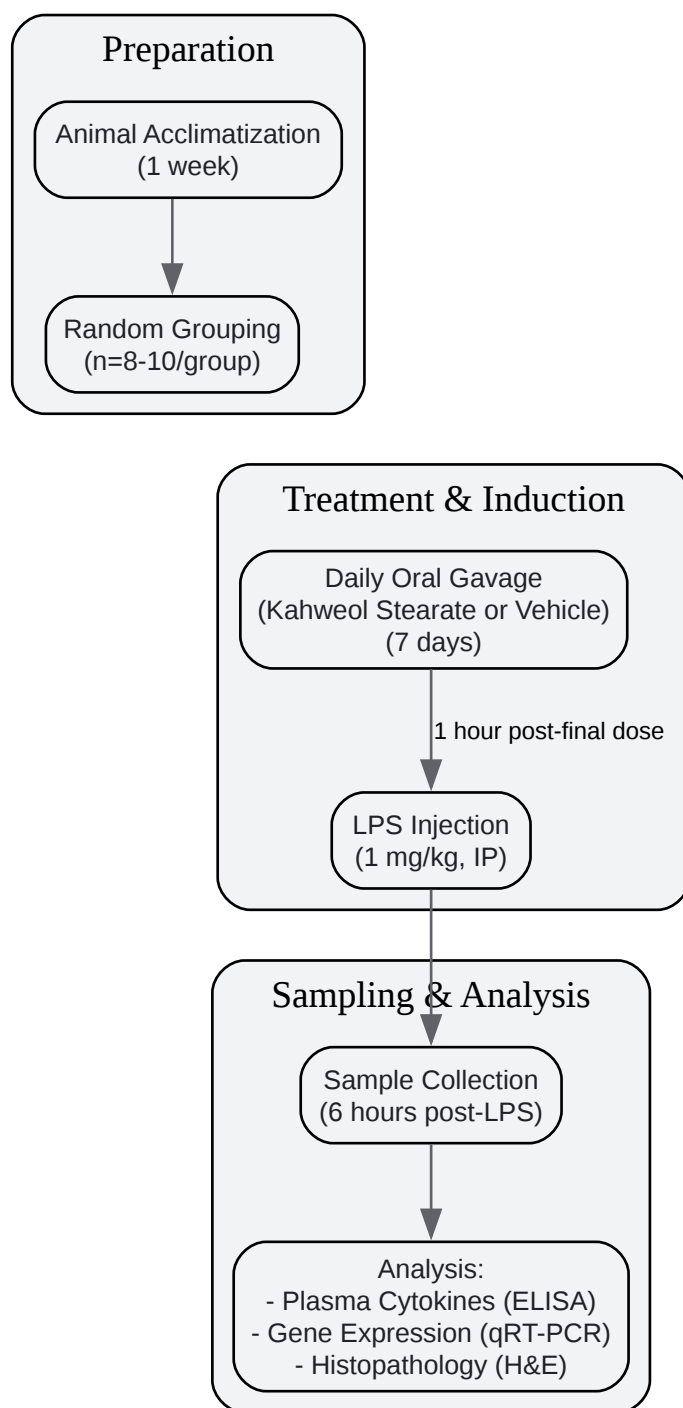 Preparation
Animal Acclimatization
(1 week)
Random Grouping
(n=8-10/group)
Treatment & Induction
Daily Oral Gavage
(Kahweol Stearate or Vehicle)
(7 days)
1 hour post-final dose
LPS Injection
(1 mg/kg, IP)
Sampling & Analysis
Sample Collection
(6 hours post-LPS)
Analysis:
- Plasma Cytokines (ELISA)
- Gene Expression (qRT-PCR)
- Histopathology (H&E)